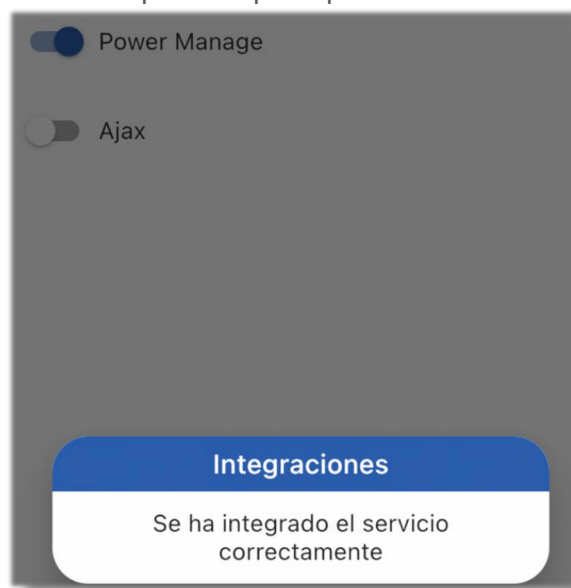 Power Manage
Ajax
Integraciones
Se ha integrado el servicio
correctamente